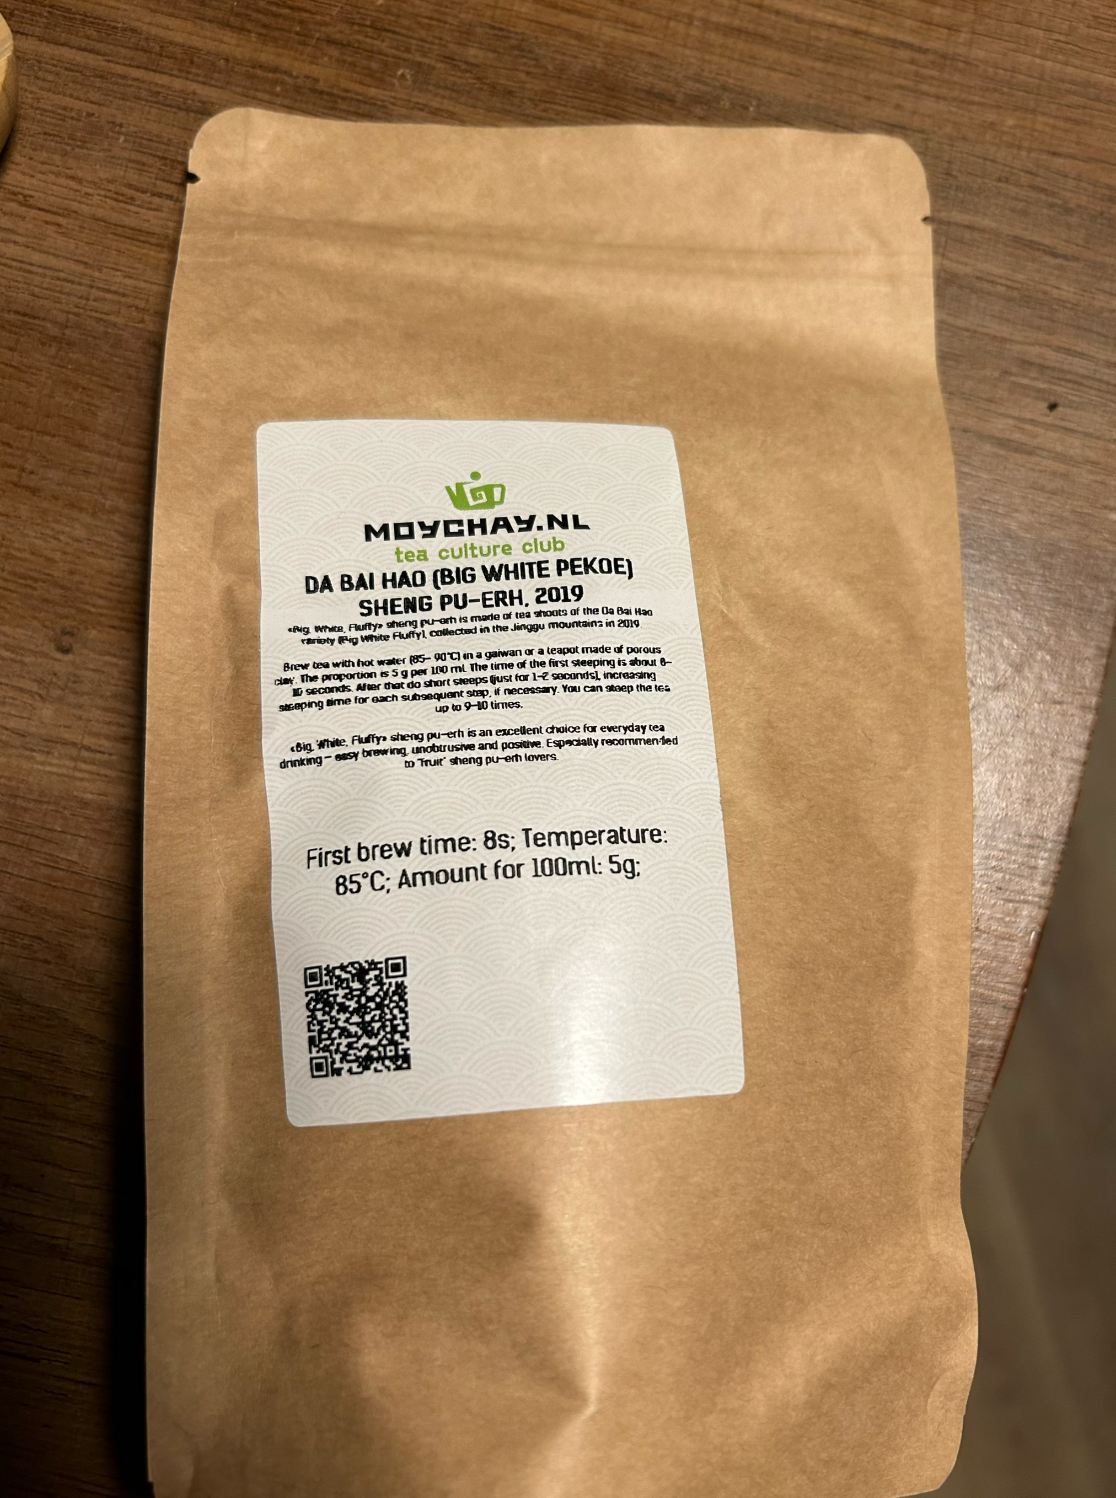 MOYCHAY.NL
tea culture club
DA BAI HAO (BIG WHITE PEKOE)
SHENG PU-ERH, 2019
«Big, White, Fluffy» sheng pu-erh is made of tea shoots of the Da Bai Hao
variety (Big White Fluffy), collected in the Jinggu mountains in 2019
Brew tea with hot water (85- 90°C) in a gaiwan or a teapot made of porous
clay. The proportion is 5 g per 100 ml. The time of the first steeping is about 8-
10 seconds. After that do short steeps (just for 1-2 seconds), increasing
steeping time for each subsequent step, if necessary. You can steep the tea
up to 9-10 times.
«Big, White, Fluffy» sheng pu-erh is an excellent choice for everyday tea
drinking - easy brewing, unobtrusive and positive. Especially recommended
to "fruit" sheng pu-erh lovers.
First brew time: 8s; Temperature:
85°C; Amount for 100ml: 5g;